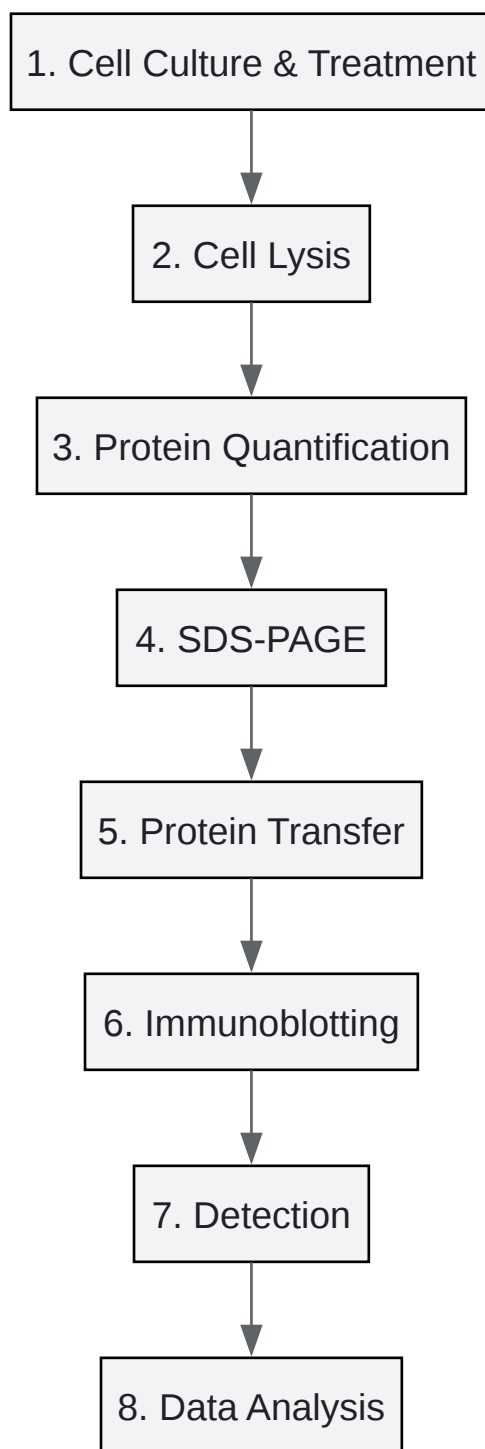 1. Cell Culture & Treatment
2. Cell Lysis
3. Protein Quantification
4. SDS-PAGE
5. Protein Transfer
6. Immunoblotting
7. Detection
8. Data Analysis